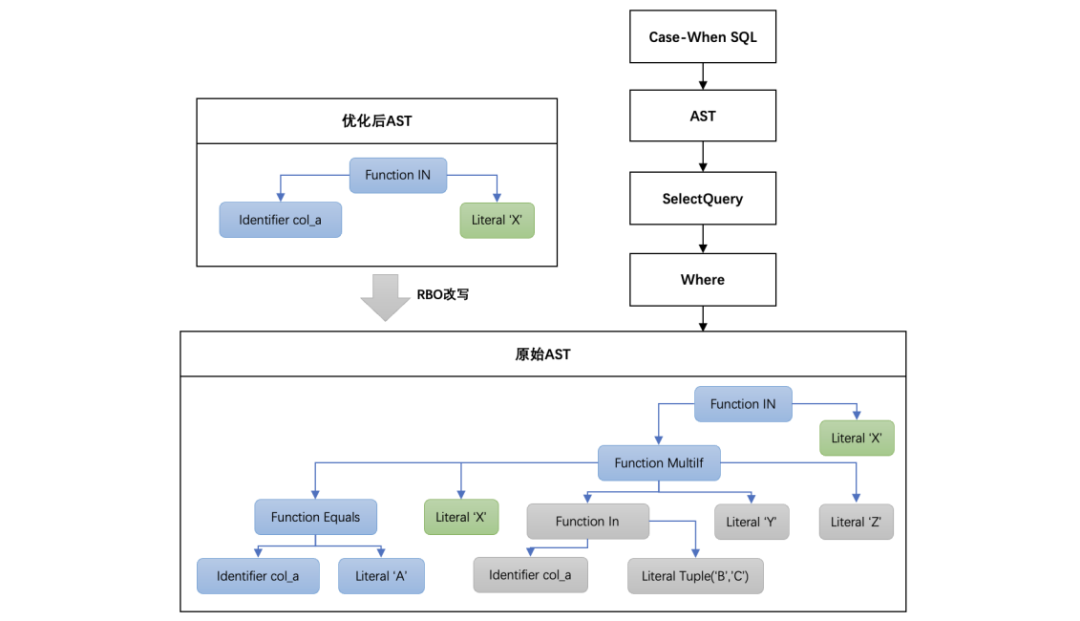 Case-When SQL
AST
SelectQuery
Where
优化后AST
Function IN
Identifier col_a
Literal 'X'
RBO改写
原始AST
Function IN
Literal 'X'
Function MultiIf
Function Equals
Literal 'X'
Function In
Literal 'Y'
Literal 'Z'
Identifier col_a
Literal 'A'
Identifier col_a
Literal Tuple('B','C')